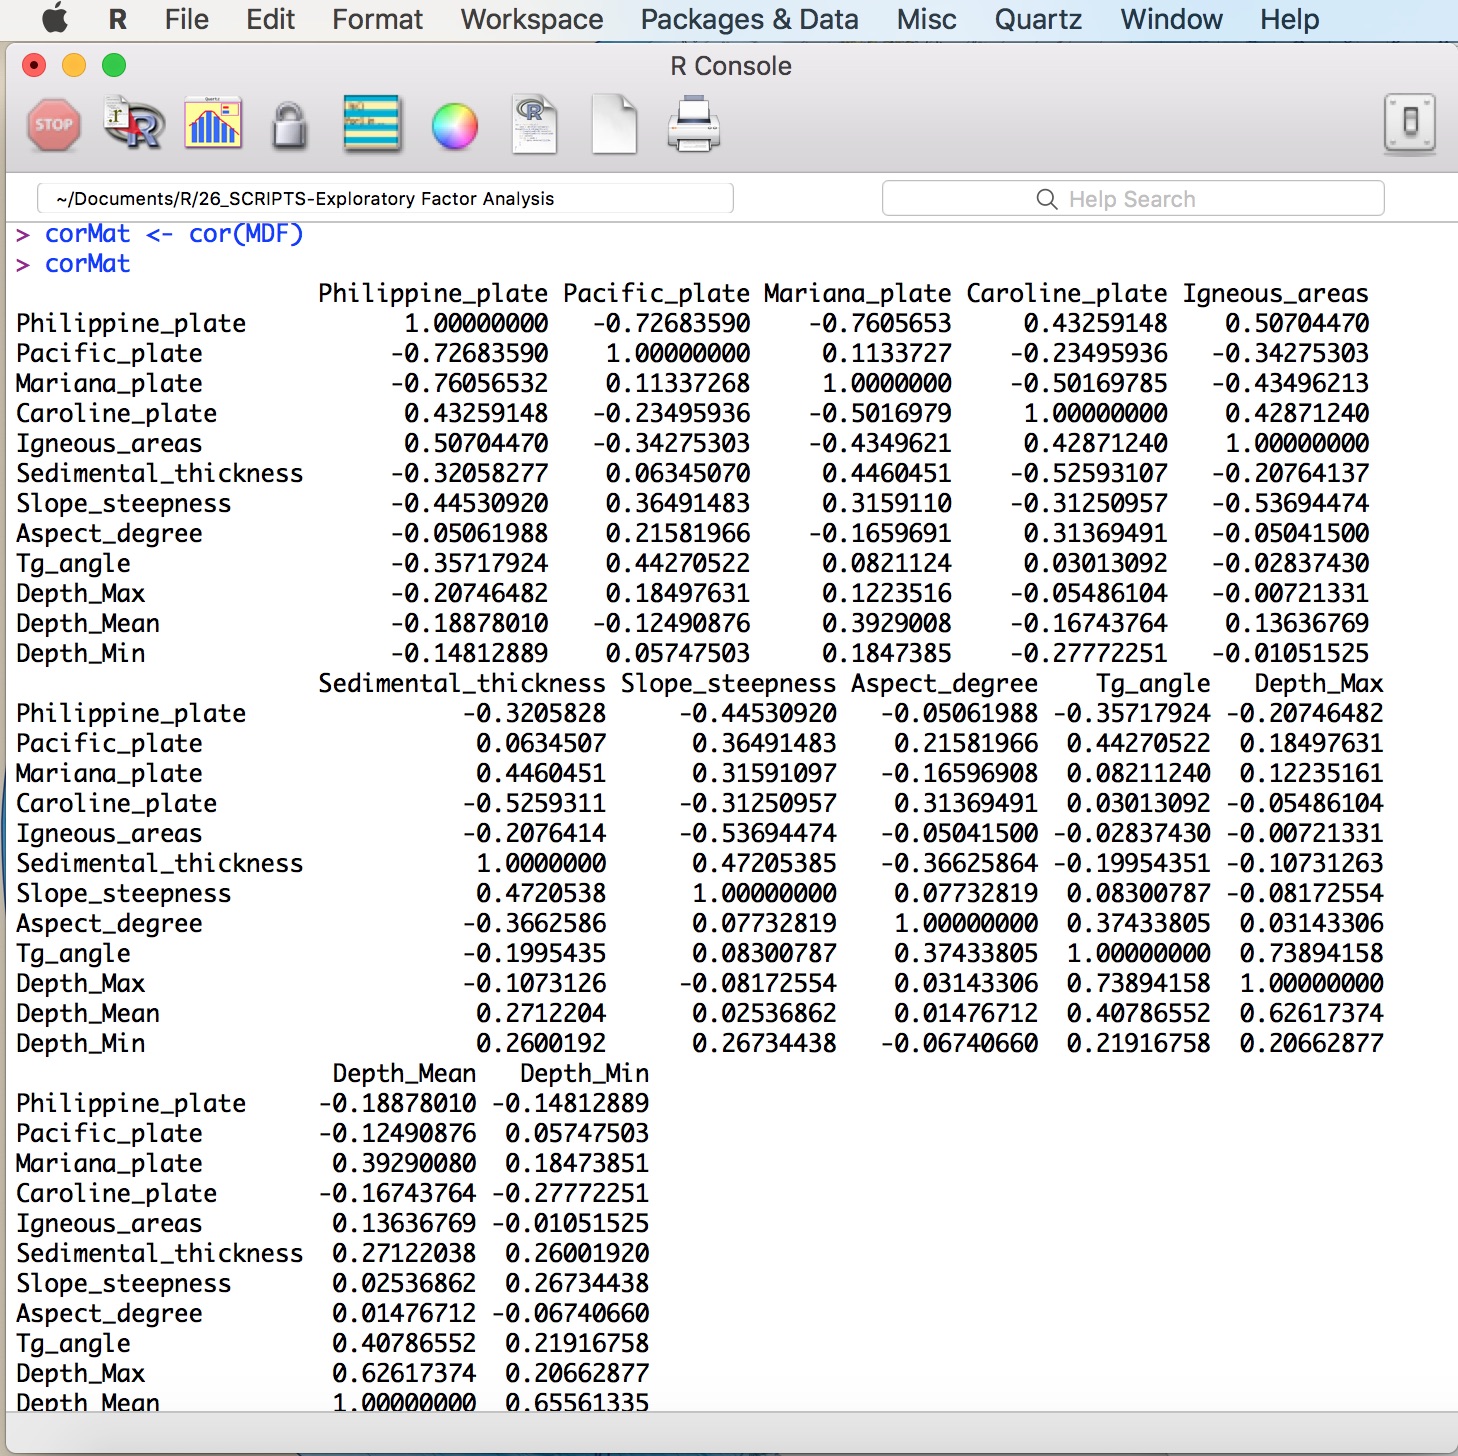 R File Edit Format Workspace Packages & Data Misc Quartz Window Help
R Console
STOP
~/Documents/R/26_SCRIPTS-Exploratory Factor Analysis
Help Search
> corMat <- cor(MDF)
> corMat
Philippine_plate Pacific_plate Mariana_plate Caroline_plate Igneous_areas
Philippine_plate 1.00000000 -0.72683590 -0.7605653 0.43259148 0.50704470
Pacific_plate -0.72683590 1.00000000 0.1133727 -0.23495936 -0.34275303
Mariana_plate -0.76056532 0.11337268 1.0000000 -0.50169785 -0.43496213
Caroline_plate 0.43259148 -0.23495936 -0.5016979 1.00000000 0.42871240
Igneous_areas 0.50704470 -0.34275303 -0.4349621 0.42871240 1.00000000
Sedimental_thickness -0.32058277 0.06345070 0.4460451 -0.52593107 -0.20764137
Slope_steepness -0.44530920 0.36491483 0.3159110 -0.31250957 -0.53694474
Aspect_degree -0.05061988 0.21581966 -0.1659691 0.31369491 -0.05041500
Tg_angle -0.35717924 0.44270522 0.0821124 0.03013092 -0.02837430
Depth_Max -0.20746482 0.18497631 0.1223516 -0.05486104 -0.00721331
Depth_Mean -0.18878010 -0.12490876 0.3929008 -0.16743764 0.13636769
Depth_Min -0.14812889 0.05747503 0.1847385 -0.27772251 -0.01051525
Sedimental_thickness Slope_steepness Aspect_degree Tg_angle Depth_Max
Philippine_plate -0.3205828 -0.44530920 -0.05061988 -0.35717924 -0.20746482
Pacific_plate 0.0634507 0.36491483 0.21581966 0.44270522 0.18497631
Mariana_plate 0.4460451 0.31591097 -0.16596908 0.08211240 0.12235161
Caroline_plate -0.5259311 -0.31250957 0.31369491 0.03013092 -0.05486104
Igneous_areas -0.2076414 -0.53694474 -0.05041500 -0.02837430 -0.00721331
Sedimental_thickness 1.0000000 0.47205385 -0.36625864 -0.19954351 -0.10731263
Slope_steepness 0.4720538 1.00000000 0.07732819 0.08300787 -0.08172554
Aspect_degree -0.3662586 0.07732819 1.00000000 0.37433805 0.03143306
Tg_angle -0.1995435 0.08300787 0.37433805 1.00000000 0.73894158
Depth_Max -0.1073126 -0.08172554 0.03143306 0.73894158 1.00000000
Depth_Mean 0.2712204 0.02536862 0.01476712 0.40786552 0.62617374
Depth_Min 0.2600192 0.26734438 -0.06740660 0.21916758 0.20662877
Depth_Mean Depth_Min
Philippine_plate -0.18878010 -0.14812889
Pacific_plate -0.12490876 0.05747503
Mariana_plate 0.39290080 0.18473851
Caroline_plate -0.16743764 -0.27772251
Igneous_areas 0.13636769 -0.01051525
Sedimental_thickness 0.27122038 0.26001920
Slope_steepness 0.02536862 0.26734438
Aspect_degree 0.01476712 -0.06740660
Tg_angle 0.40786552 0.21916758
Depth_Max 0.62617374 0.20662877
Depth_Mean 1.00000000 0.65561335